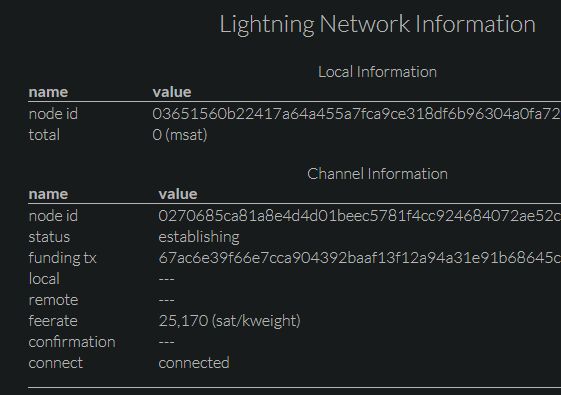 Lightning Network Information
Local Information
name value
node id 03651560b22417a64a455a7fca9ce318df6b96304a0fa72
total 0 (msat)
Channel Information
name value
node id 0270685ca81a8e4d4d01beec5781f4cc924684072ae52c
status establishing
funding tx 67ac6e39f66e7cca904392baaf13f12a94a31e91b68645c
local ---
remote ---
feerate 25,170 (sat/kweight)
confirmation ---
connect connected